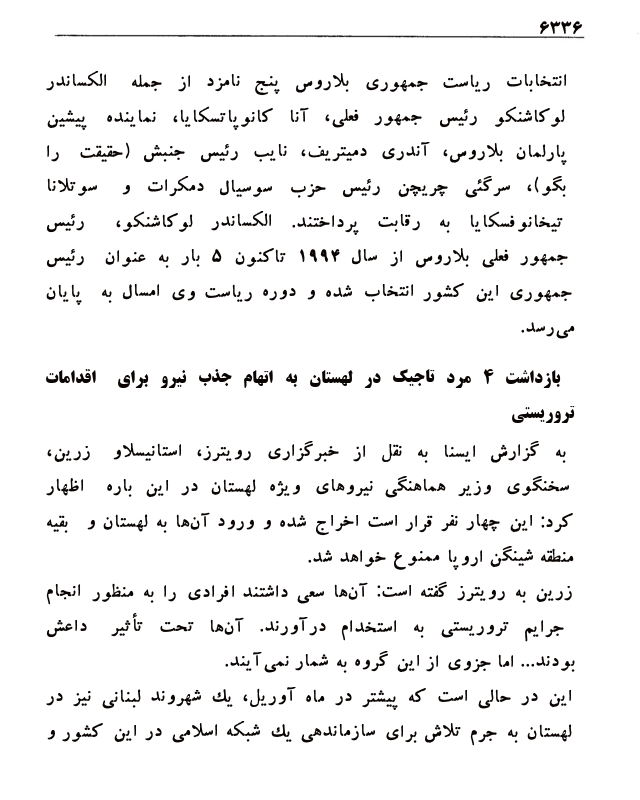 ۶۳۳۶
انتخابات ریاست جمهوری بلاروس پنج نامزد از جمله الکساندر
لوکاشنکو رئیس جمهور فعلی، آنا کانوپاتسکایا، نماینده پیشین
پارلمان بلاروس، آندری دمیتریف، نایب رئیس جنبش (حقیقت را
بگو)، سرگئی چریچن رئیس حزب سوسیال دمکرات و سوتلانا
تیخانوفسکایا به رقابت پرداختند. الکساندر لوکاشنکو، رئیس
جمهور فعلی بلاروس از سال ۱۹۹۴ تاکنون ۵ بار به عنوان رئیس
جمهوری این کشور انتخاب شده و دوره ریاست وی امسال به پایان
می‌رسد.
بازداشت ۴ مرد تاجیک در لهستان به اتهام جذب نیرو برای اقدامات
تروریستی
به گزارش ایسنا به نقل از خبرگزاری رویترز، استانیسلاو زرین،
سخنگوی وزیر هماهنگی نیروهای ویژه لهستان در این باره اظهار
کرد: این چهار نفر قرار است اخراج شده و ورود آن‌ها به لهستان و بقیه
منطقه شینگن اروپا ممنوع خواهد شد.
زرین به رویترز گفته است: آن‌ها سعی داشتند افرادی را به منظور انجام
جرایم تروریستی به استخدام درآورند. آن‌ها تحت تأثیر داعش
بودند... اما جزوی از این گروه به شمار نمی‌آیند.
این در حالی است که پیشتر در ماه آوریل، یك شهروند لبنانی نیز در
لهستان به جرم تلاش برای سازماندهی یك شبکه اسلامی در این کشور و